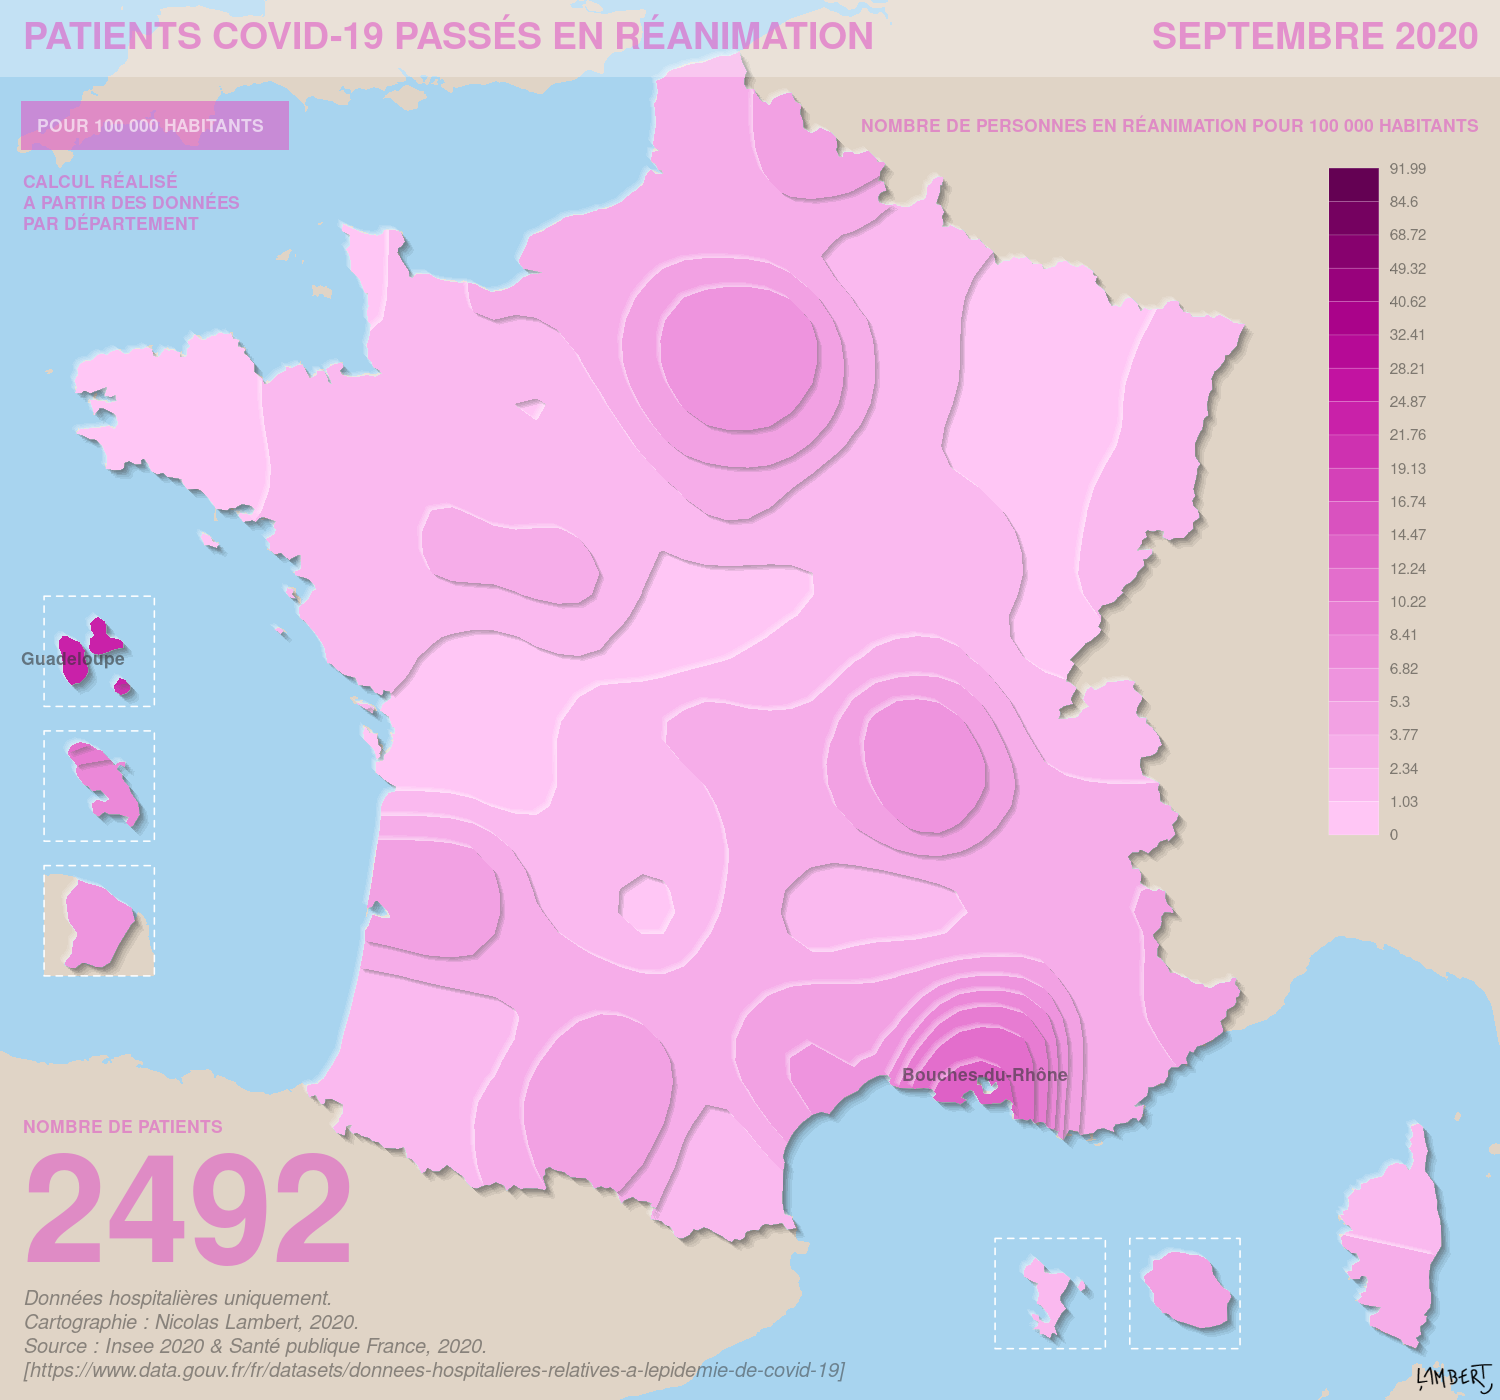 PATIENTS COVID-19 PASSÉS EN RÉANIMATION
SEPTEMBRE 2020
POUR 100 000 HABITANTS
CALCUL RÉALISÉ
A PARTIR DES DONNÉES
PAR DÉPARTEMENT
NOMBRE DE PERSONNES EN RÉANIMATION POUR 100 000 HABITANTS
91.99
84.6
68.72
49.32
40.62
32.41
28.21
24.87
21.76
19.13
16.74
14.47
12.24
10.22
8.41
6.82
5.3
3.77
2.34
1.03
0
Guadeloupe
Bouches-du-Rhône
NOMBRE DE PATIENTS
2492
Données hospitalières uniquement.
Cartographie : Nicolas Lambert, 2020.
Source : Insee 2020 & Santé publique France, 2020.
[https://www.data.gouv.fr/fr/datasets/donnees-hospitalieres-relatives-a-lepidemie-de-covid-19]
LAMBERT